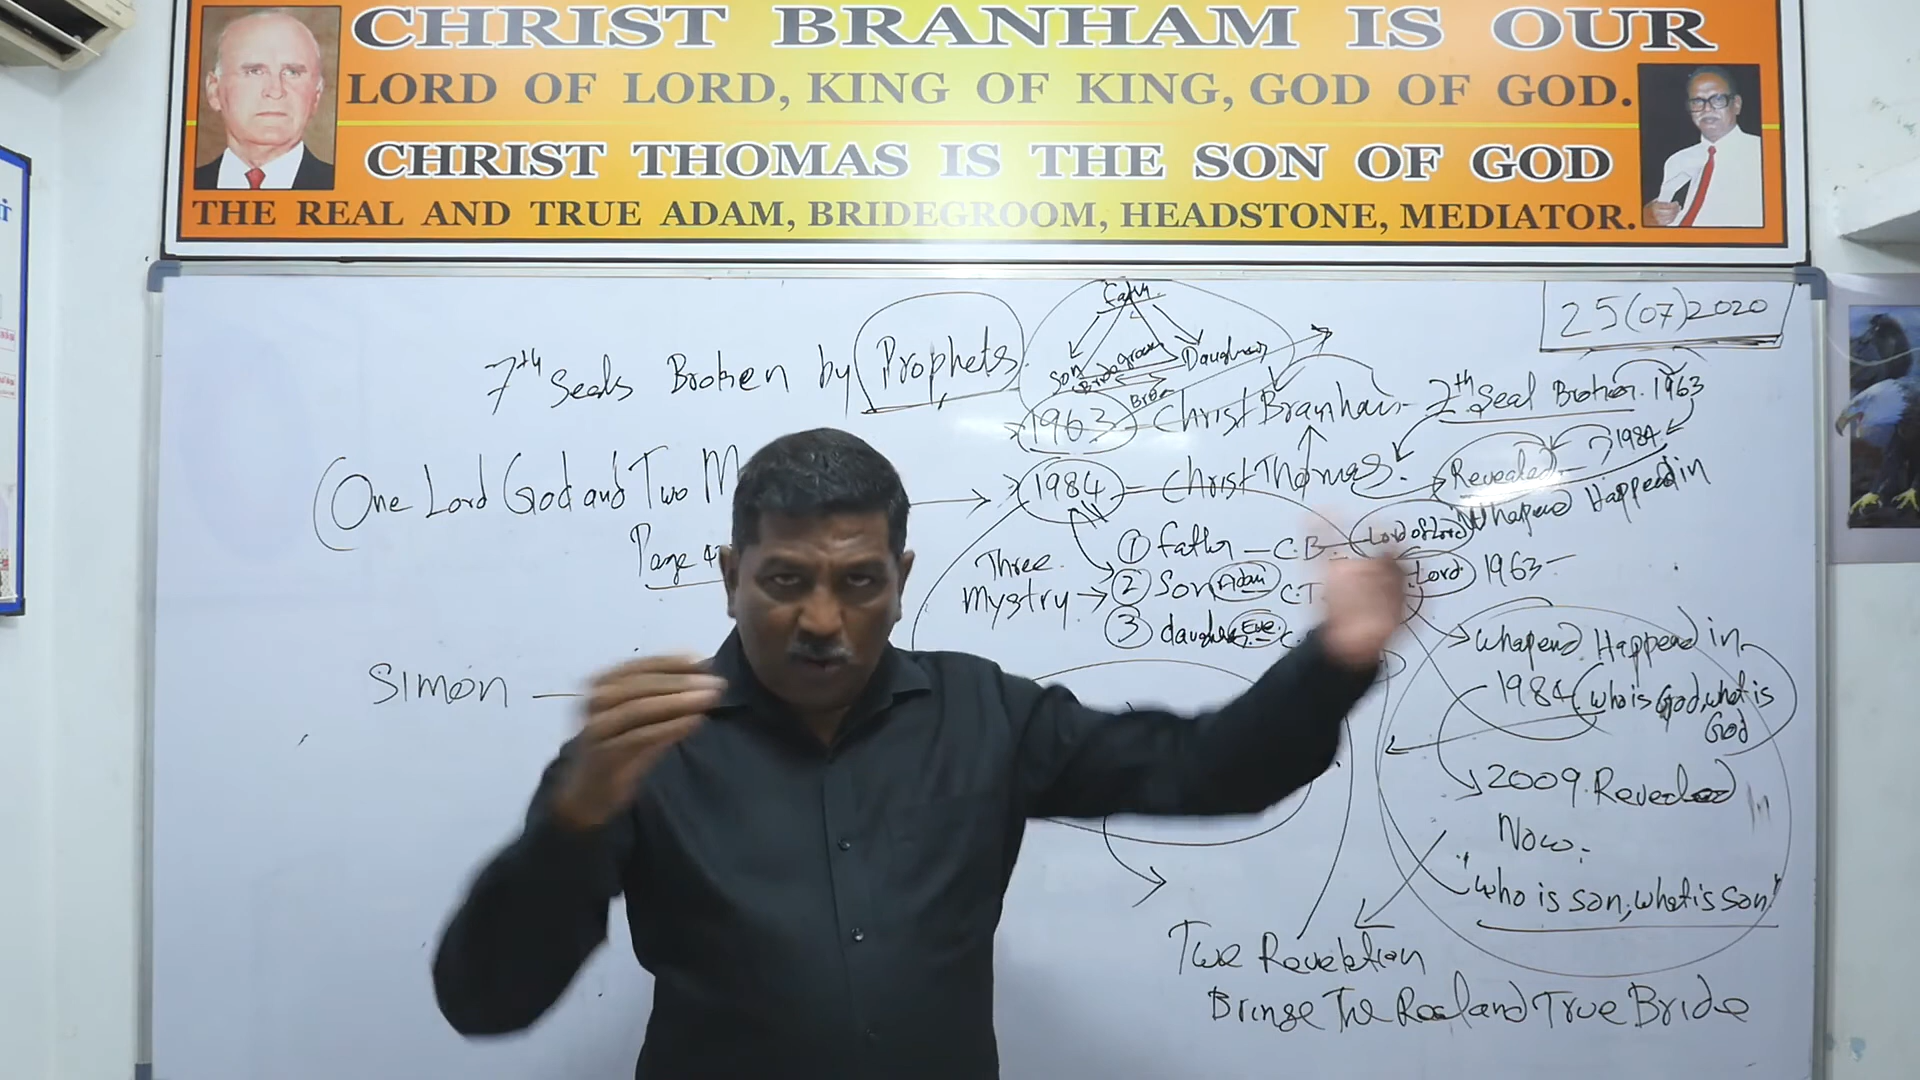 CHRIST BRANHAM IS OUR
LORD OF LORD, KING OF KING, GOD OF GOD.
CHRIST THOMAS IS THE SON OF GOD
THE REAL AND TRUE ADAM, BRIDEGROOM, HEADSTONE, MEDIATOR.
25(07)2020
7th Seals Broken by Prophets
Son
Groom
1963 - Christ Branham - 7th Seal Broken. 1963
One Lord God and Two M
Page 4
1984 - Christ Thomas.
Revealed - 1984
Whapend Happend in
1963 -
Three
Mystry
1 Father - C.B - Lord of Lord
2 Son Adam C.T
Lord
3 daughter Eve
Simon
Whapend Happend in
1984 who is God, what is
God
2009. Revealed
Now.
"who is son, what is son"
Two Revelation
Bringe The Real and True Bride